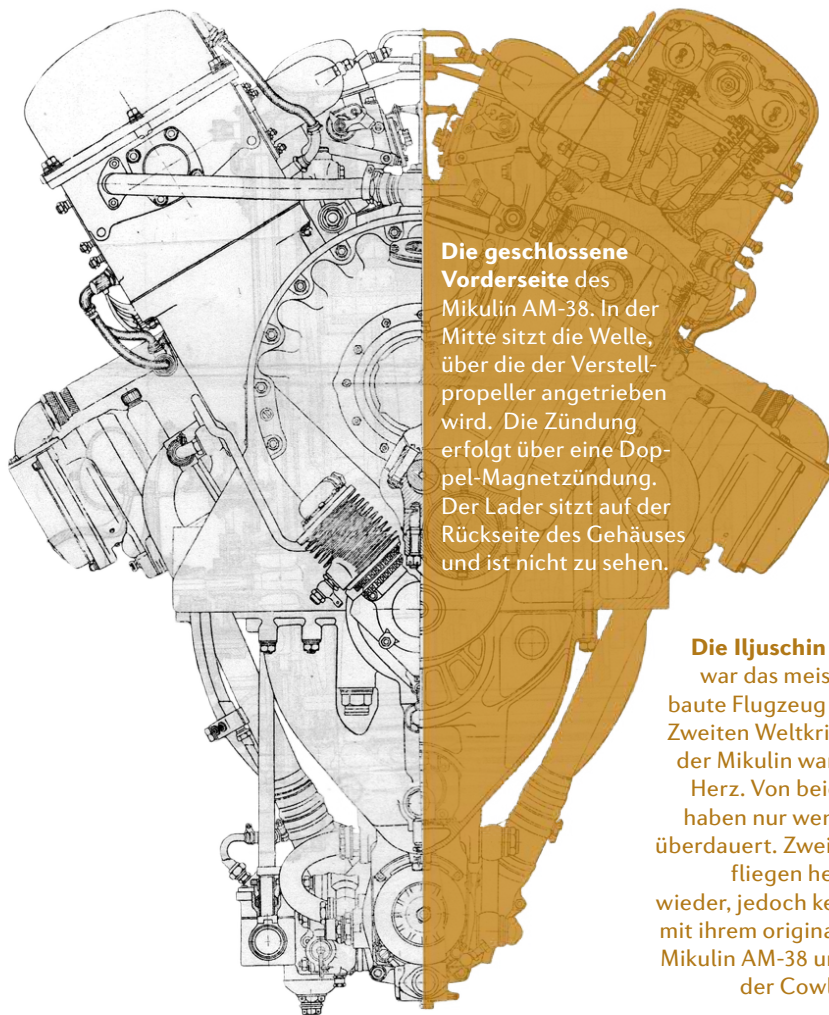 Die geschlossene
Vorderseite des
Mikulin AM-38. In der
Mitte sitzt die Welle,
über die der Verstell-
propeller angetrieben
wird. Die Zündung
erfolgt über eine Dop-
pel-Magnetzündung.
Der Lader sitzt auf der
Rückseite des Gehäuses
und ist nicht zu sehen.
Die Iljuschin
war das meis
baute Flugzeug
Zweiten Weltkri
der Mikulin war
Herz. Von bei
haben nur wer
überdauert. Zwei
fliegen he
wieder, jedoch ke
mit ihrem origina
Mikulin AM-38 u
der Cowl